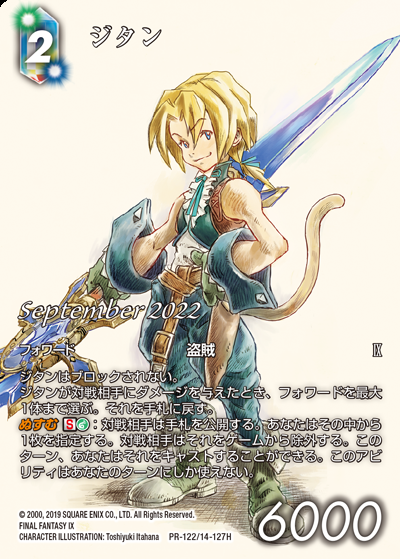 2
ジタン
September 2022
フォワード 盗賊 Ⅸ
ジタンはブロックされない。
ジタンが対戦相手にダメージを与えたとき、フォワードを最大
1体まで選ぶ。それを手札に戻す。
ぬすむ S：対戦相手は手札を公開する。あなたはその中から
1枚を指定する。対戦相手はそれをゲームから除外する。この
ターン、あなたはそれをキャストすることができる。このアビ
リティはあなたのターンにしか使えない。
© 2000, 2019 SQUARE ENIX CO., LTD. All Rights Reserved.
FINAL FANTASY IX
CHARACTER ILLUSTRATION: Toshiyuki Itahana PR-122/14-127H
6000